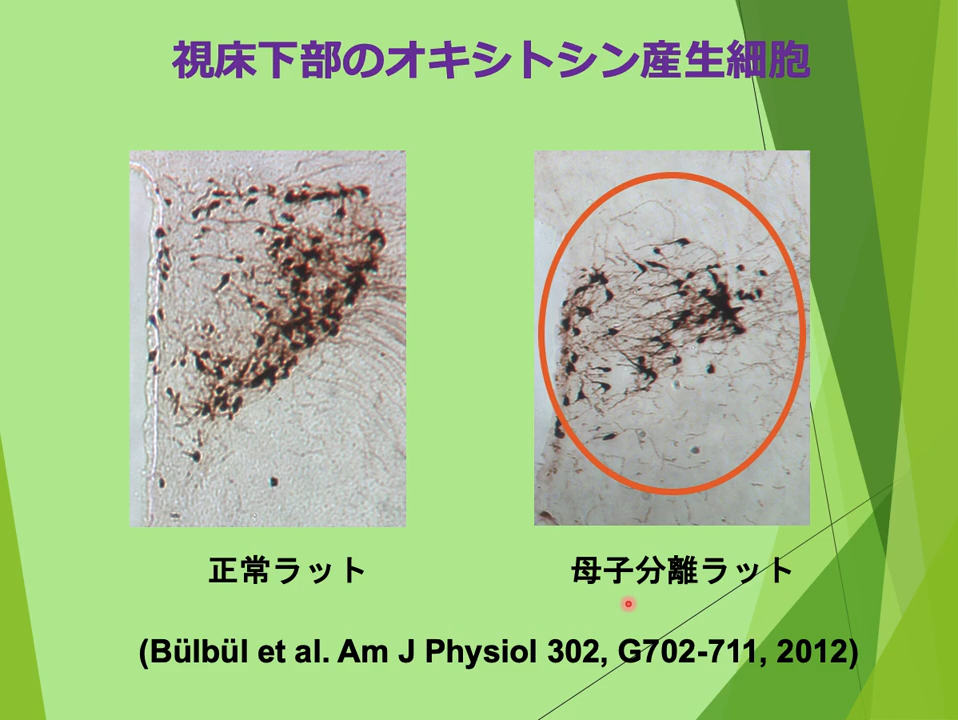 視床下部のオキシトシン産生細胞
正常ラット
母子分離ラット
(Bülbül et al. Am J Physiol 302, G702-711, 2012)